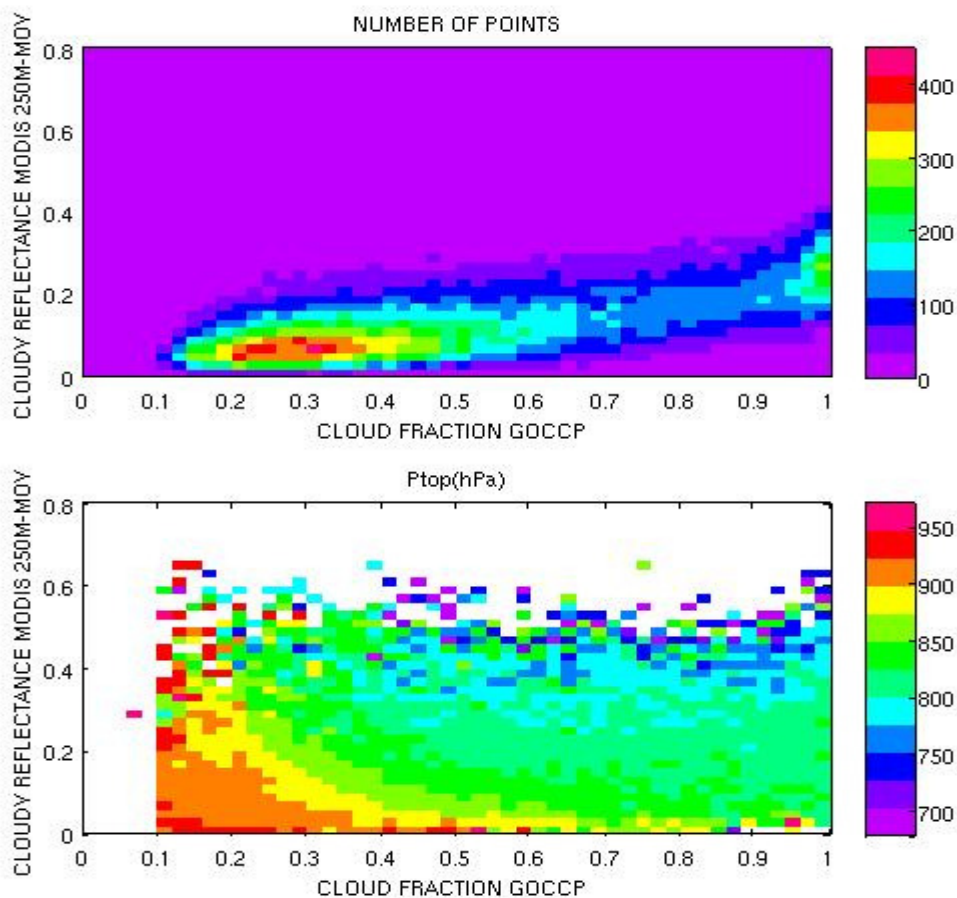 NUMBER OF POINTS
CLOUDY REFLECTANCE MODIS 250M-MOY
0.8
0.6
0.4
0.2
0
0 0.1 0.2 0.3 0.4 0.5 0.6 0.7 0.8 0.9 1
CLOUD FRACTION GOCCP
400
300
200
100
0
Ptop(hPa)
CLOUDY REFLECTANCE MODIS 250M-MOY
0.8
0.6
0.4
0.2
0
0 0.1 0.2 0.3 0.4 0.5 0.6 0.7 0.8 0.9 1
CLOUD FRACTION GOCCP
950
900
850
800
750
700